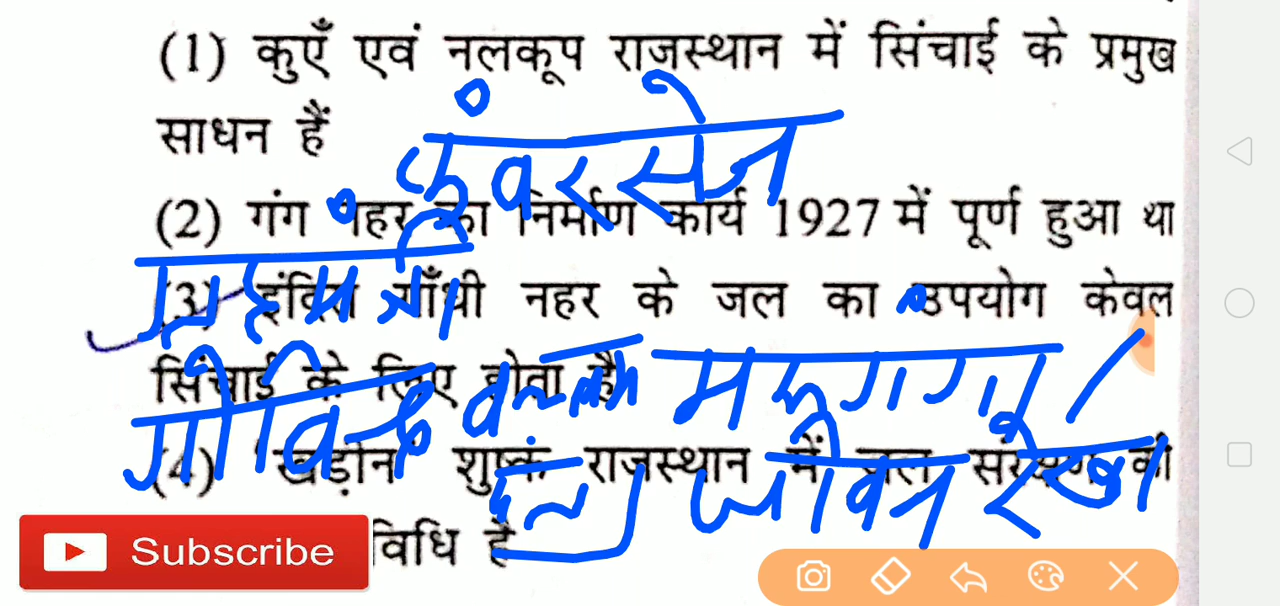 (1) कुएँ एवं नलकूप राजस्थान में सिंचाई के प्रमुख
साधन हैं
कुंवरसेन
(2) गंग नहर का निर्माण कार्य 1927 में पूर्ण हुआ था
(3) इंदिरा गाँधी नहर के जल का उपयोग केवल
सिंचाई के लिए होता है
मरूगंगा /
(4) खड़ीन शुष्क राजस्थान में जल संरक्षण की
जीवन रेखा
विधि है
Subscribe